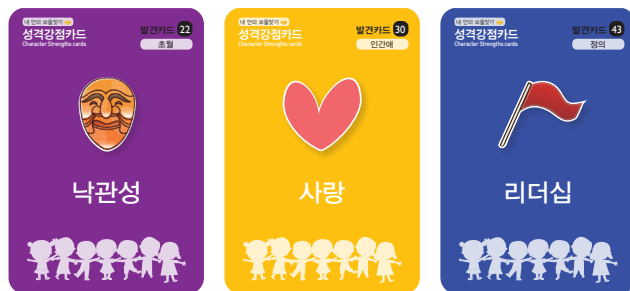 내 안의 보물찾기
성격강점카드
Character Strengths cards
발견카드 22
초월
낙관성
내 안의 보물찾기
성격강점카드
Character Strengths cards
발견카드 30
인간애
사랑
내 안의 보물찾기
성격강점카드
Character Strengths cards
발견카드 43
정의
리더십